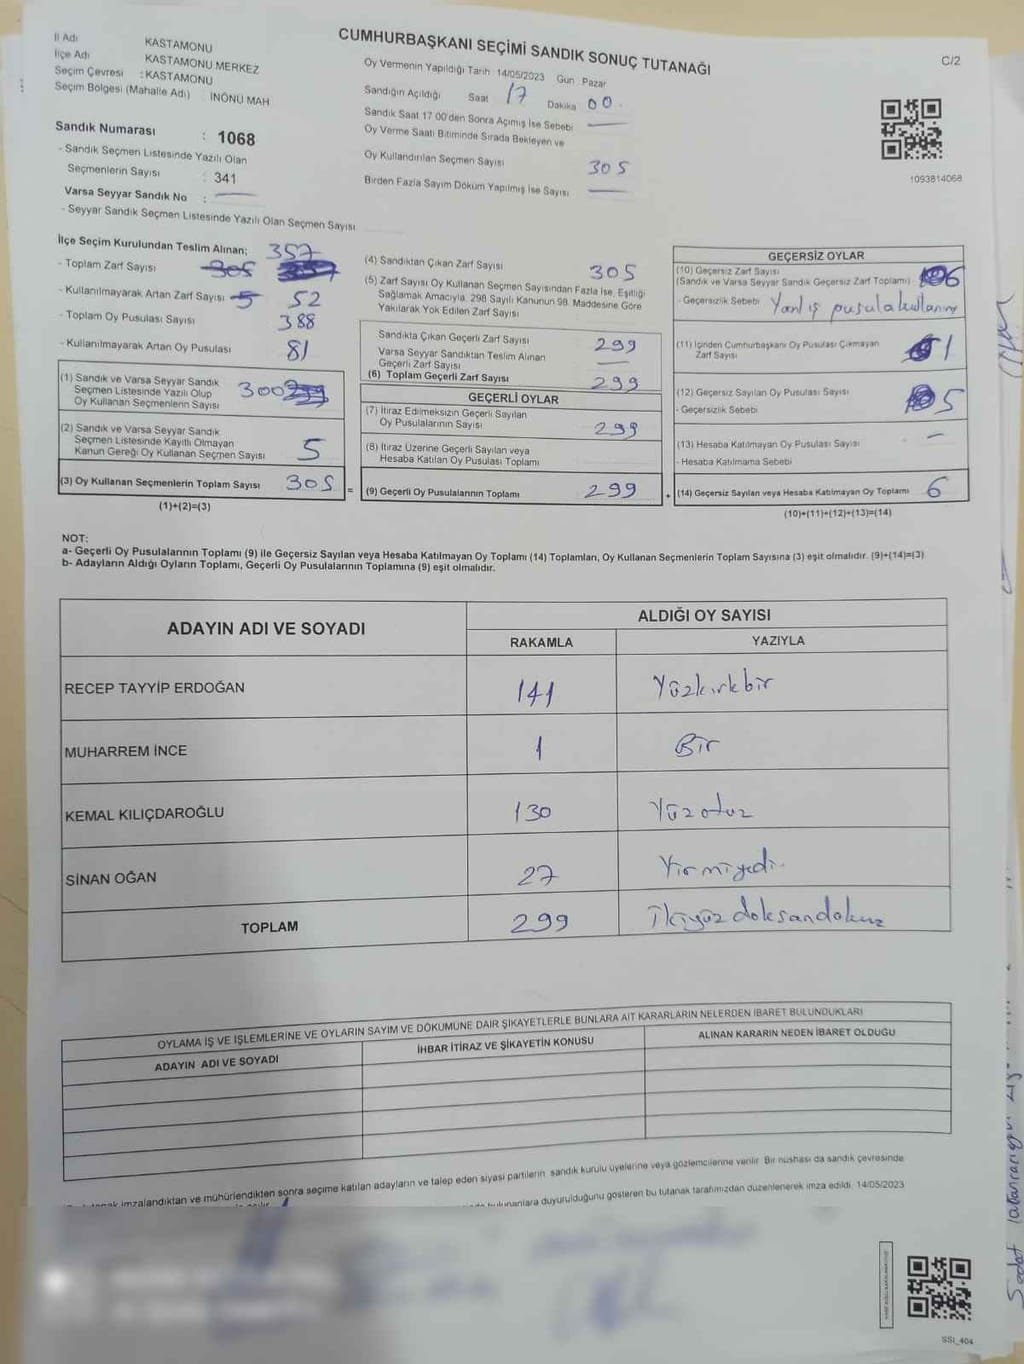 CUMHURBAŞKANI SEÇİMİ SANDIK SONUÇ TUTANAĞI
C/2
İl Adı KASTAMONU
İlçe Adı KASTAMONU MERKEZ
Seçim Çevresi : KASTAMONU
Seçim Bölgesi (Mahalle Adı) : İNÖNÜ MAH
Sandık Numarası : 1068
- Sandık Seçmen Listesinde Yazılı Olan
Seçmenlerin Sayısı : 341
Varsa Seyyar Sandık No :
- Seyyar Sandık Seçmen Listesinde Yazılı Olan Seçmen Sayısı
Oy Vermenin Yapıldığı Tarih 14/05/2023 Gün Pazar
Sandığın Açıldığı Saat 17 Dakika 00
Sandık Saat 17 00'den Sonra Açımış İse Sebebi
Oy Verme Saati Bitiminde Sırada Bekleyen ve
Oy Kullandırılan Seçmen Sayısı 305
Birden Fazla Sayım Döküm Yapılmış İse Sayısı
1093814068
İlçe Seçim Kurulundan Teslim Alınan; 357
- Toplam Zarf Sayısı 305 357
- Kullanılmayarak Artan Zarf Sayısı 5 52
- Toplam Oy Pusulası Sayısı 388
- Kullanılmayarak Artan Oy Pusulası 81
(1) Sandık ve Varsa Seyyar Sandık
Seçmen Listesinde Yazılı Olup 300
Oy Kullanan Seçmenlerin Sayısı
(2) Sandık ve Varsa Seyyar Sandık
Seçmen Listesinde Kayıtlı Olmayan
Kanun Gereği Oy Kullanan Seçmen Sayısı 5
(3) Oy Kullanan Seçmenlerin Toplam Sayısı 305 =
(1)+(2)=(3)
(4) Sandıktan Çıkan Zarf Sayısı 305
(5) Zarf Sayısı Oy Kullanan Seçmen Sayısından Fazla İse, Eşitliği
Sağlamak Amacıyla, 298 Sayılı Kanunun 98. Maddesine Göre
Yakılarak Yok Edilen Zarf Sayısı
Sandıkta Çıkan Geçerli Zarf Sayısı 299
Varsa Seyyar Sandıktan Teslim Alınan
Geçerli Zarf Sayısı
(6) Toplam Geçerli Zarf Sayısı 299
GEÇERLİ OYLAR
(7) İtiraz Edilmeksizin Geçerli Sayılan
Oy Pusulalarının Sayısı 299
(8) İtiraz Üzerine Geçerli Sayılan veya
Hesaba Katılan Oy Pusulası Toplamı
(9) Geçerli Oy Pusulalarının Toplamı 299 +
GEÇERSİZ OYLAR
(10) Geçersiz Zarf Sayısı
(Sandık ve Varsa Seyyar Sandık Geçersiz Zarf Toplamı)
- Geçersizlik Sebebi Yanlış pusula kullanımı
(11) İçinden Cumhurbaşkanı Oy Pusulası Çıkmayan
Zarf Sayısı 1
(12) Geçersiz Sayılan Oy Pusulası Sayısı 5
- Geçersizlik Sebebi
(13) Hesaba Katılmayan Oy Pusulası Sayısı -
- Hesaba Katılmama Sebebi
(14) Geçersiz Sayılan veya Hesaba Katılmayan Oy Toplamı 6
(10)+(11)+(12)+(13)=(14)
NOT:
a- Geçerli Oy Pusulalarının Toplamı (9) ile Geçersiz Sayılan veya Hesaba Katılmayan Oy Toplamı (14) Toplamları, Oy Kullanan Seçmenlerin Toplam Sayısına (3) eşit olmalıdır. (9)+(14)=(3)
b- Adayların Aldığı Oyların Toplamı, Geçerli Oy Pusulalarının Toplamına (9) eşit olmalıdır.
ADAYIN ADI VE SOYADI ALDIĞI OY SAYISI
RAKAMLA YAZIYLA
RECEP TAYYİP ERDOĞAN 141 Yüzkırkbir
MUHARREM İNCE 1 Bir
KEMAL KILIÇDAROĞLU 130 Yüzotuz
SİNAN OĞAN 27 Yirmiyedi
TOPLAM 299 İkiyüzdoksandokuz
OYLAMA İŞ VE İŞLEMLERİNE VE OYLARIN SAYIM VE DÖKÜMÜNE DAİR ŞİKAYETLERLE BUNLARA AİT KARARLARIN NELERDEN İBARET BULUNDUKLARI
ADAYIN ADI VE SOYADI İHBAR İTİRAZ VE ŞİKAYETİN KONUSU ALINAN KARARIN NEDEN İBARET OLDUĞU
imzalandıktan ve mühürlendikten sonra seçime katılan adayların ve talep eden siyasi partilerin sandık kurulu üyelerine veya gözlemcilerine verilir. Bir nüshası da sandık çevresinde
bulunanlara duyurulduğunu gösteren bu tutanak tarafımızdan düzenlenerek imza edildi. 14/05/2023
SSİ_404